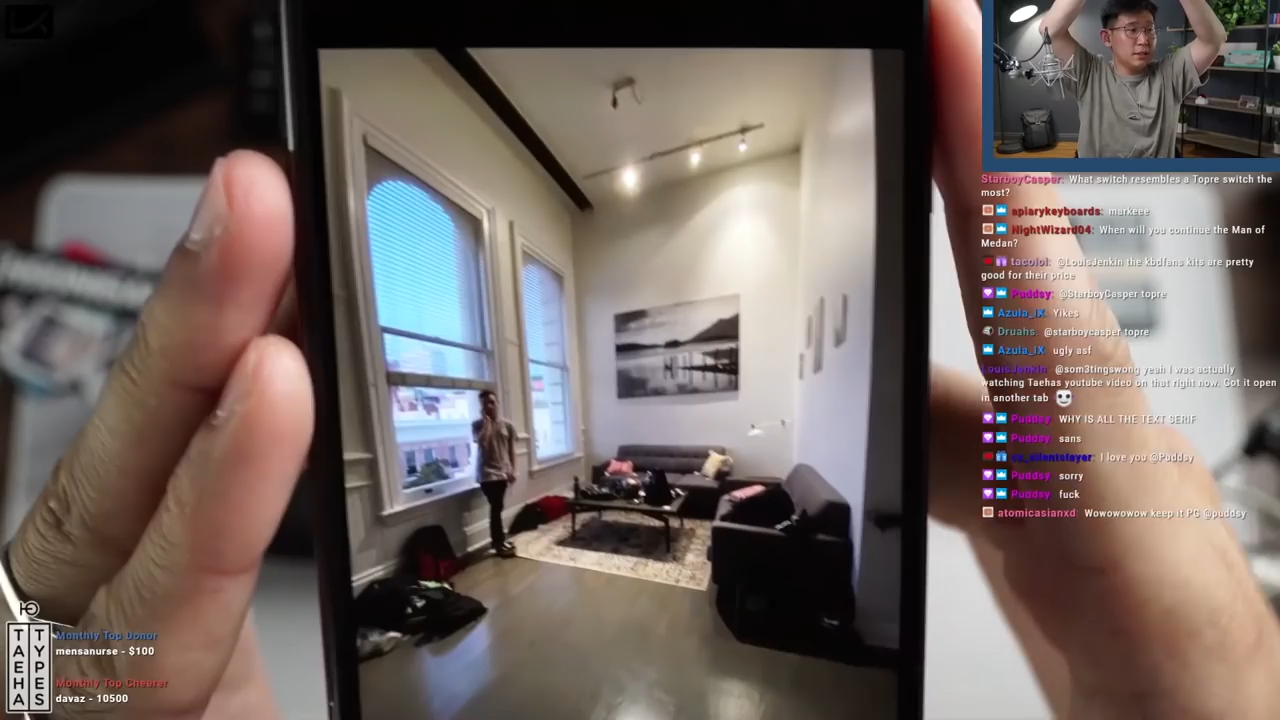 StarboyCasper: What switch resembles a Topre switch the
most?
apiarykeyboards: markeee
NightWizard04: When will you continue the Man of
Medan?
tacolol: @LouisJenkin the kbdfans kits are pretty
good for their price
Puddsy: @StarboyCasper topre
Azula_IX: Yikes
Druahs: @starboycasper topre
Azula_IX: ugly asf
LouisJenkin: @som3tingswong yeah I was actually
watching Taehas youtube video on that right now. Got it open
in another tab
Puddsy: WHY IS ALL THE TEXT SERIF
Puddsy: sans
I love you @Puddsy
Puddsy: sorry
Puddsy: fuck
atomicasianxd: Wowowowow keep it PG @puddsy
TAEHA
TYPES
Monthly Top Donor
mensanurse - $100
Monthly Top Cheerer
davaz - 10500